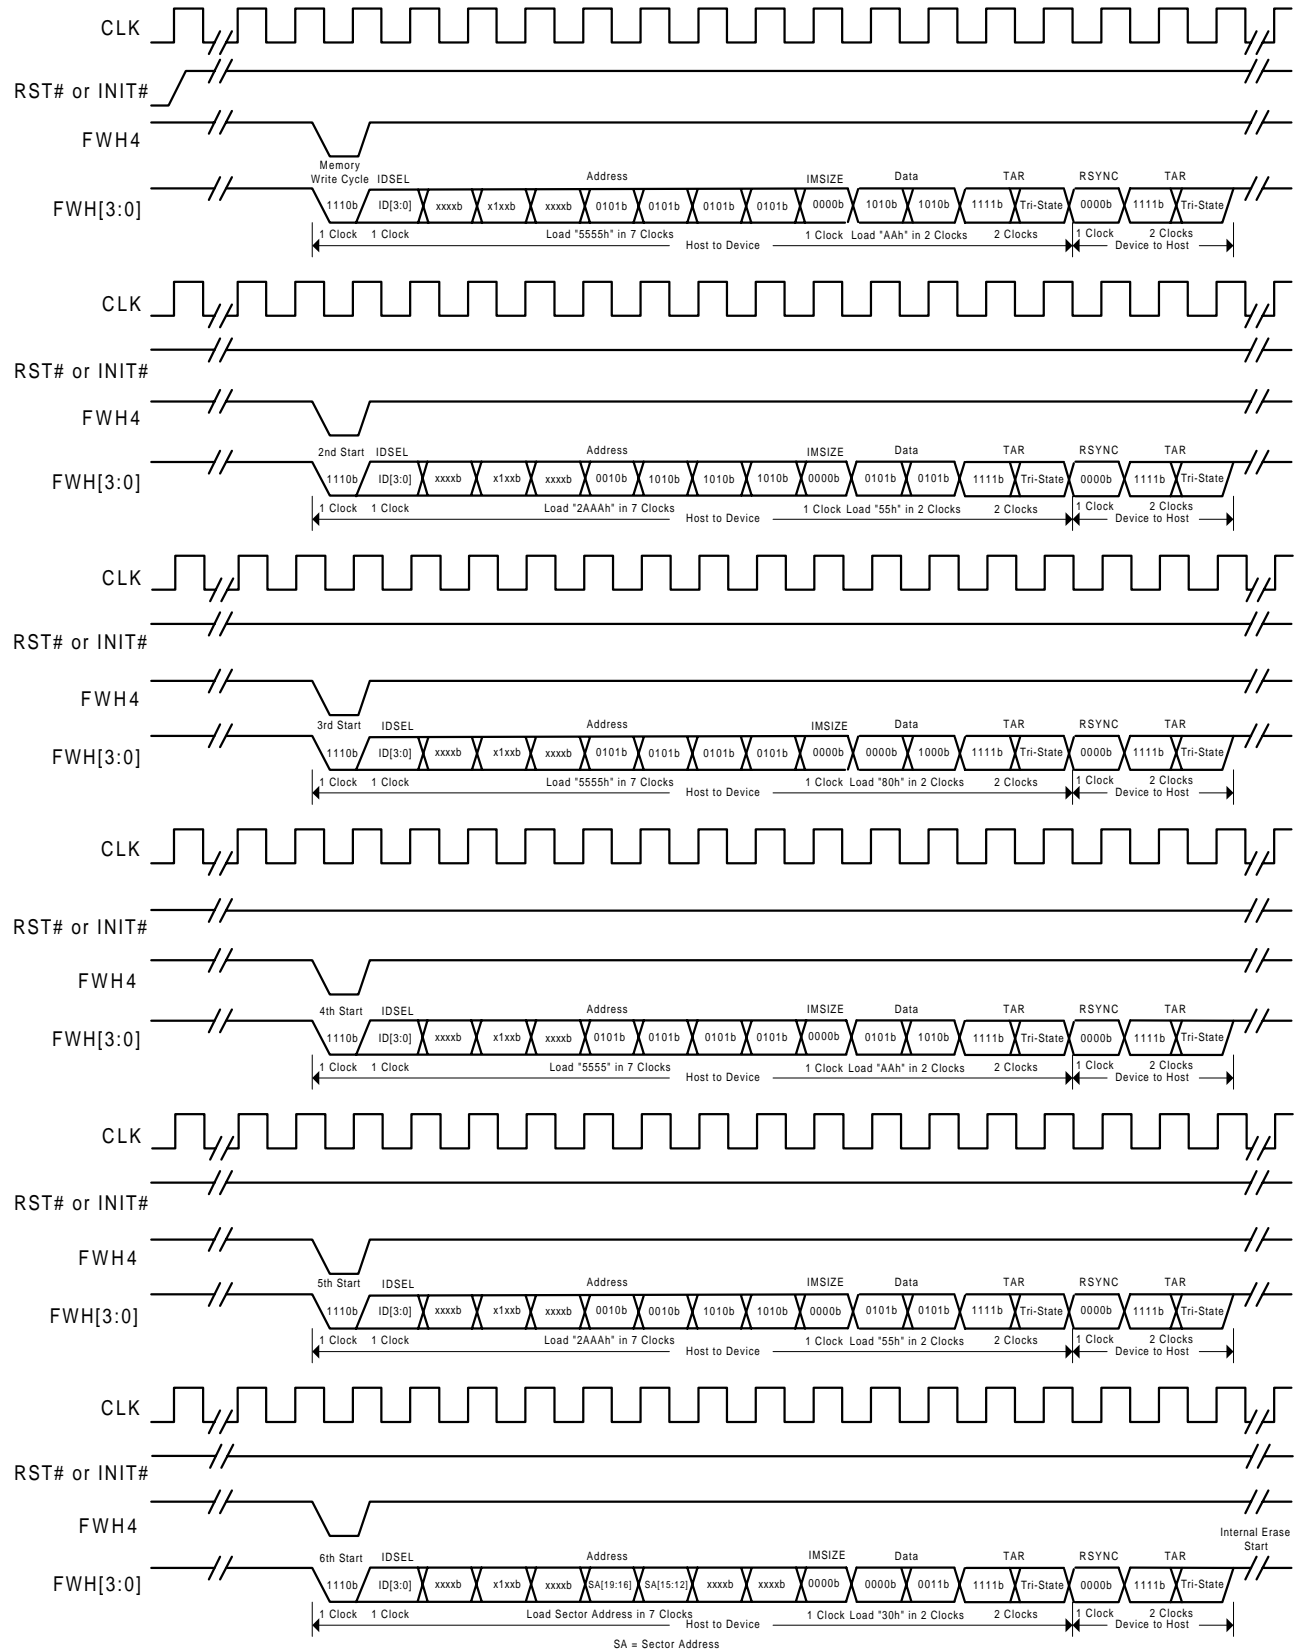 CLK
RST# or INIT#
FWH4
Memory
Write Cycle IDSEL Address IMSIZE Data TAR RSYNC TAR
FWH[3:0] 1110b ID[3:0] xxxxb x1xxb xxxxb 0101b 0101b 0101b 0101b 0000b 1010b 1010b 1111b Tri-State 0000b 1111b Tri-State
1 Clock 1 Clock Load "5555h" in 7 Clocks 1 Clock Load "AAh" in 2 Clocks 2 Clocks 1 Clock 2 Clocks
Host to Device Device to Host
CLK
RST# or INIT#
FWH4
2nd Start IDSEL Address IMSIZE Data TAR RSYNC TAR
FWH[3:0] 1110b ID[3:0] xxxxb x1xxb xxxxb 0010b 1010b 1010b 1010b 0000b 0101b 0101b 1111b Tri-State 0000b 1111b Tri-State
1 Clock 1 Clock Load "2AAAh" in 7 Clocks 1 Clock Load "55h" in 2 Clocks 2 Clocks 1 Clock 2 Clocks
Host to Device Device to Host
CLK
RST# or INIT#
FWH4
3rd Start IDSEL Address IMSIZE Data TAR RSYNC TAR
FWH[3:0] 1110b ID[3:0] xxxxb x1xxb xxxxb 0101b 0101b 0101b 0101b 0000b 0000b 1000b 1111b Tri-State 0000b 1111b Tri-State
1 Clock 1 Clock Load "5555h" in 7 Clocks 1 Clock Load "80h" in 2 Clocks 2 Clocks 1 Clock 2 Clocks
Host to Device Device to Host
CLK
RST# or INIT#
FWH4
4th Start IDSEL Address IMSIZE Data TAR RSYNC TAR
FWH[3:0] 1110b ID[3:0] xxxxb x1xxb xxxxb 0101b 0101b 0101b 0101b 0000b 0101b 1010b 1111b Tri-State 0000b 1111b Tri-State
1 Clock 1 Clock Load "5555" in 7 Clocks 1 Clock Load "AAh" in 2 Clocks 2 Clocks 1 Clock 2 Clocks
Host to Device Device to Host
CLK
RST# or INIT#
FWH4
5th Start IDSEL Address IMSIZE Data TAR RSYNC TAR
FWH[3:0] 1110b ID[3:0] xxxxb x1xxb xxxxb 0010b 0010b 1010b 1010b 0000b 0101b 0101b 1111b Tri-State 0000b 1111b Tri-State
1 Clock 1 Clock Load "2AAAh" in 7 Clocks 1 Clock Load "55h" in 2 Clocks 2 Clocks 1 Clock 2 Clocks
Host to Device Device to Host
CLK
RST# or INIT#
FWH4
Internal Erase
Start
6th Start IDSEL Address IMSIZE Data TAR RSYNC TAR
FWH[3:0] 1110b ID[3:0] xxxxb x1xxb xxxxb SA[19:16] SA[15:12] xxxxb xxxxb 0000b 0000b 0011b 1111b Tri-State 0000b 1111b Tri-State
1 Clock 1 Clock Load Sector Address in 7 Clocks 1 Clock Load "30h" in 2 Clocks 2 Clocks 1 Clock 2 Clocks
Host to Device Device to Host
SA = Sector Address